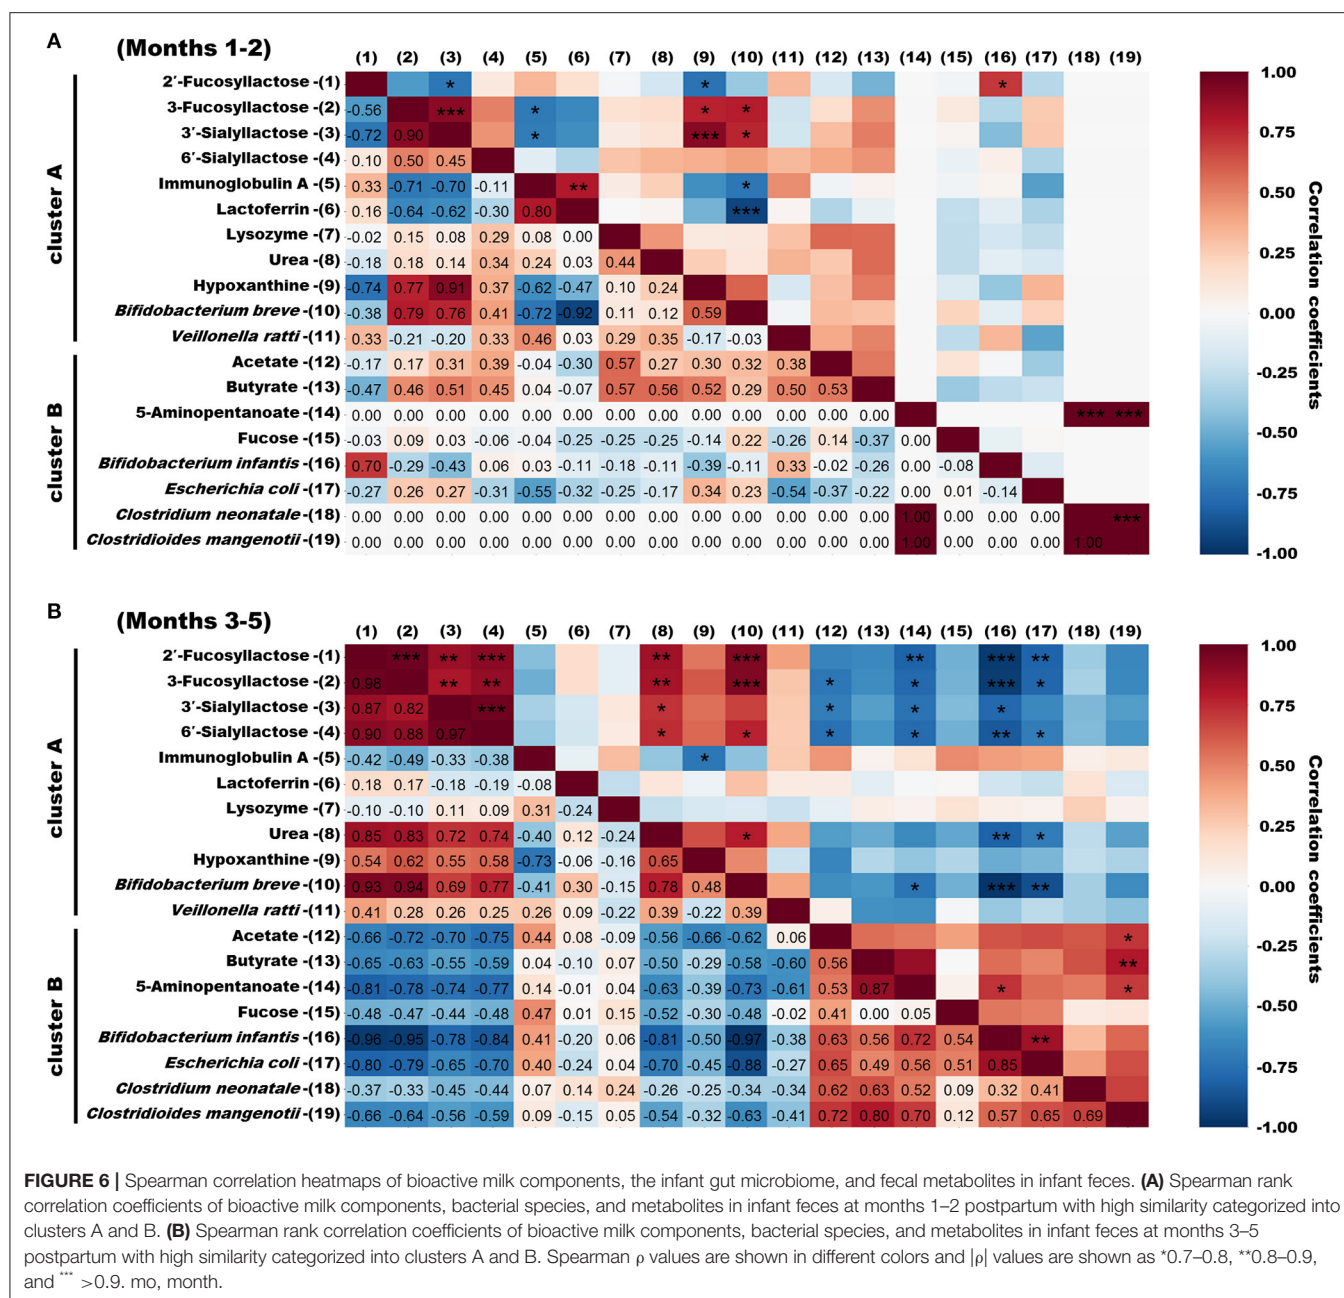 A
(Months 1-2)
(1) (2) (3) (4) (5) (6) (7) (8) (9) (10) (11) (12) (13) (14) (15) (16) (17) (18) (19)
cluster A
cluster B
2′-Fucosyllactose -(1) * * *
3-Fucosyllactose -(2) -0.56 *** * * *
3′-Sialyllactose -(3) -0.72 0.90 * *** *
6′-Sialyllactose -(4) 0.10 0.50 0.45
Immunoglobulin A -(5) 0.33 -0.71 -0.70 -0.11 ** *
Lactoferrin -(6) 0.16 -0.64 -0.62 -0.30 0.80 ***
Lysozyme -(7) -0.02 0.15 0.08 0.29 0.08 0.00
Urea -(8) -0.18 0.18 0.14 0.34 0.24 0.03 0.44
Hypoxanthine -(9) -0.74 0.77 0.91 0.37 -0.62 -0.47 0.10 0.24
Bifidobacterium breve -(10) -0.38 0.79 0.76 0.41 -0.72 -0.92 0.11 0.12 0.59
Veillonella ratti -(11) 0.33 -0.21 -0.20 0.33 0.46 0.03 0.29 0.35 -0.17 -0.03
Acetate -(12) -0.17 0.17 0.31 0.39 -0.04 -0.30 0.57 0.27 0.30 0.32 0.38
Butyrate -(13) -0.47 0.46 0.51 0.45 0.04 -0.07 0.57 0.56 0.52 0.29 0.50 0.53
5-Aminopentanoate -(14) 0.00 0.00 0.00 0.00 0.00 0.00 0.00 0.00 0.00 0.00 0.00 0.00 0.00 *** ***
Fucose -(15) -0.03 0.09 0.03 -0.06 -0.04 -0.25 -0.25 -0.25 -0.14 0.22 -0.26 0.14 -0.37 0.00
Bifidobacterium infantis -(16) 0.70 -0.29 -0.43 0.06 0.03 -0.11 -0.18 -0.11 -0.39 -0.11 0.33 -0.02 -0.26 0.00 -0.08
Escherichia coli -(17) -0.27 0.26 0.27 -0.31 -0.55 -0.32 -0.25 -0.17 0.34 0.23 -0.54 -0.37 -0.22 0.00 0.01 -0.14
Clostridium neonatale -(18) 0.00 0.00 0.00 0.00 0.00 0.00 0.00 0.00 0.00 0.00 0.00 0.00 0.00 1.00 0.00 0.00 0.00 ***
Clostridioides mangenotii -(19) 0.00 0.00 0.00 0.00 0.00 0.00 0.00 0.00 0.00 0.00 0.00 0.00 0.00 1.00 0.00 0.00 0.00 1.00
1.00
0.75
0.50
0.25
0.00
-0.25
-0.50
-0.75
-1.00
Correlation coefficients
B
(Months 3-5)
(1) (2) (3) (4) (5) (6) (7) (8) (9) (10) (11) (12) (13) (14) (15) (16) (17) (18) (19)
cluster A
cluster B
2′-Fucosyllactose -(1) *** ** *** ** *** ** *** **
3-Fucosyllactose -(2) 0.98 ** ** ** *** * * *** *
3′-Sialyllactose -(3) 0.87 0.82 *** * * * *
6′-Sialyllactose -(4) 0.90 0.88 0.97 * * * * ** *
Immunoglobulin A -(5) -0.42 -0.49 -0.33 -0.38 *
Lactoferrin -(6) 0.18 0.17 -0.18 -0.19 -0.08
Lysozyme -(7) -0.10 -0.10 0.11 0.09 0.31 -0.24
Urea -(8) 0.85 0.83 0.72 0.74 -0.40 0.12 -0.24 * ** *
Hypoxanthine -(9) 0.54 0.62 0.55 0.58 -0.73 -0.06 -0.16 0.65
Bifidobacterium breve -(10) 0.93 0.94 0.69 0.77 -0.41 0.30 -0.15 0.78 0.48 * *** **
Veillonella ratti -(11) 0.41 0.28 0.26 0.25 0.26 0.09 -0.22 0.39 -0.22 0.39
Acetate -(12) -0.66 -0.72 -0.70 -0.75 0.44 0.08 -0.09 -0.56 -0.66 -0.62 0.06 *
Butyrate -(13) -0.65 -0.63 -0.55 -0.59 0.04 -0.10 0.07 -0.50 -0.29 -0.58 -0.60 0.56 **
5-Aminopentanoate -(14) -0.81 -0.78 -0.74 -0.77 0.14 -0.01 0.04 -0.63 -0.39 -0.73 -0.61 0.53 0.87 * *
Fucose -(15) -0.48 -0.47 -0.44 -0.48 0.47 0.01 0.15 -0.52 -0.30 -0.48 -0.02 0.41 0.00 0.05
Bifidobacterium infantis -(16) -0.96 -0.95 -0.78 -0.84 0.41 -0.20 0.06 -0.81 -0.50 -0.97 -0.38 0.63 0.56 0.72 0.54 **
Escherichia coli -(17) -0.80 -0.79 -0.65 -0.70 0.40 -0.24 0.04 -0.70 -0.45 -0.88 -0.27 0.65 0.49 0.56 0.51 0.85
Clostridium neonatale -(18) -0.37 -0.33 -0.45 -0.44 0.07 0.14 0.24 -0.26 -0.25 -0.34 -0.34 0.62 0.63 0.52 0.09 0.32 0.41
Clostridioides mangenotii -(19) -0.66 -0.64 -0.56 -0.59 0.09 -0.15 0.05 -0.54 -0.32 -0.63 -0.41 0.72 0.80 0.70 0.12 0.57 0.65 0.69
1.00
0.75
0.50
0.25
0.00
-0.25
-0.50
-0.75
-1.00
Correlation coefficients
FIGURE 6 | Spearman correlation heatmaps of bioactive milk components, the infant gut microbiome, and fecal metabolites in infant feces. (A) Spearman rank
correlation coefficients of bioactive milk components, bacterial species, and metabolites in infant feces at months 1–2 postpartum with high similarity categorized into
clusters A and B. (B) Spearman rank correlation coefficients of bioactive milk components, bacterial species, and metabolites in infant feces at months 3–5
postpartum with high similarity categorized into clusters A and B. Spearman ρ values are shown in different colors and |ρ| values are shown as *0.7–0.8, **0.8–0.9,
and *** >0.9. mo, month.